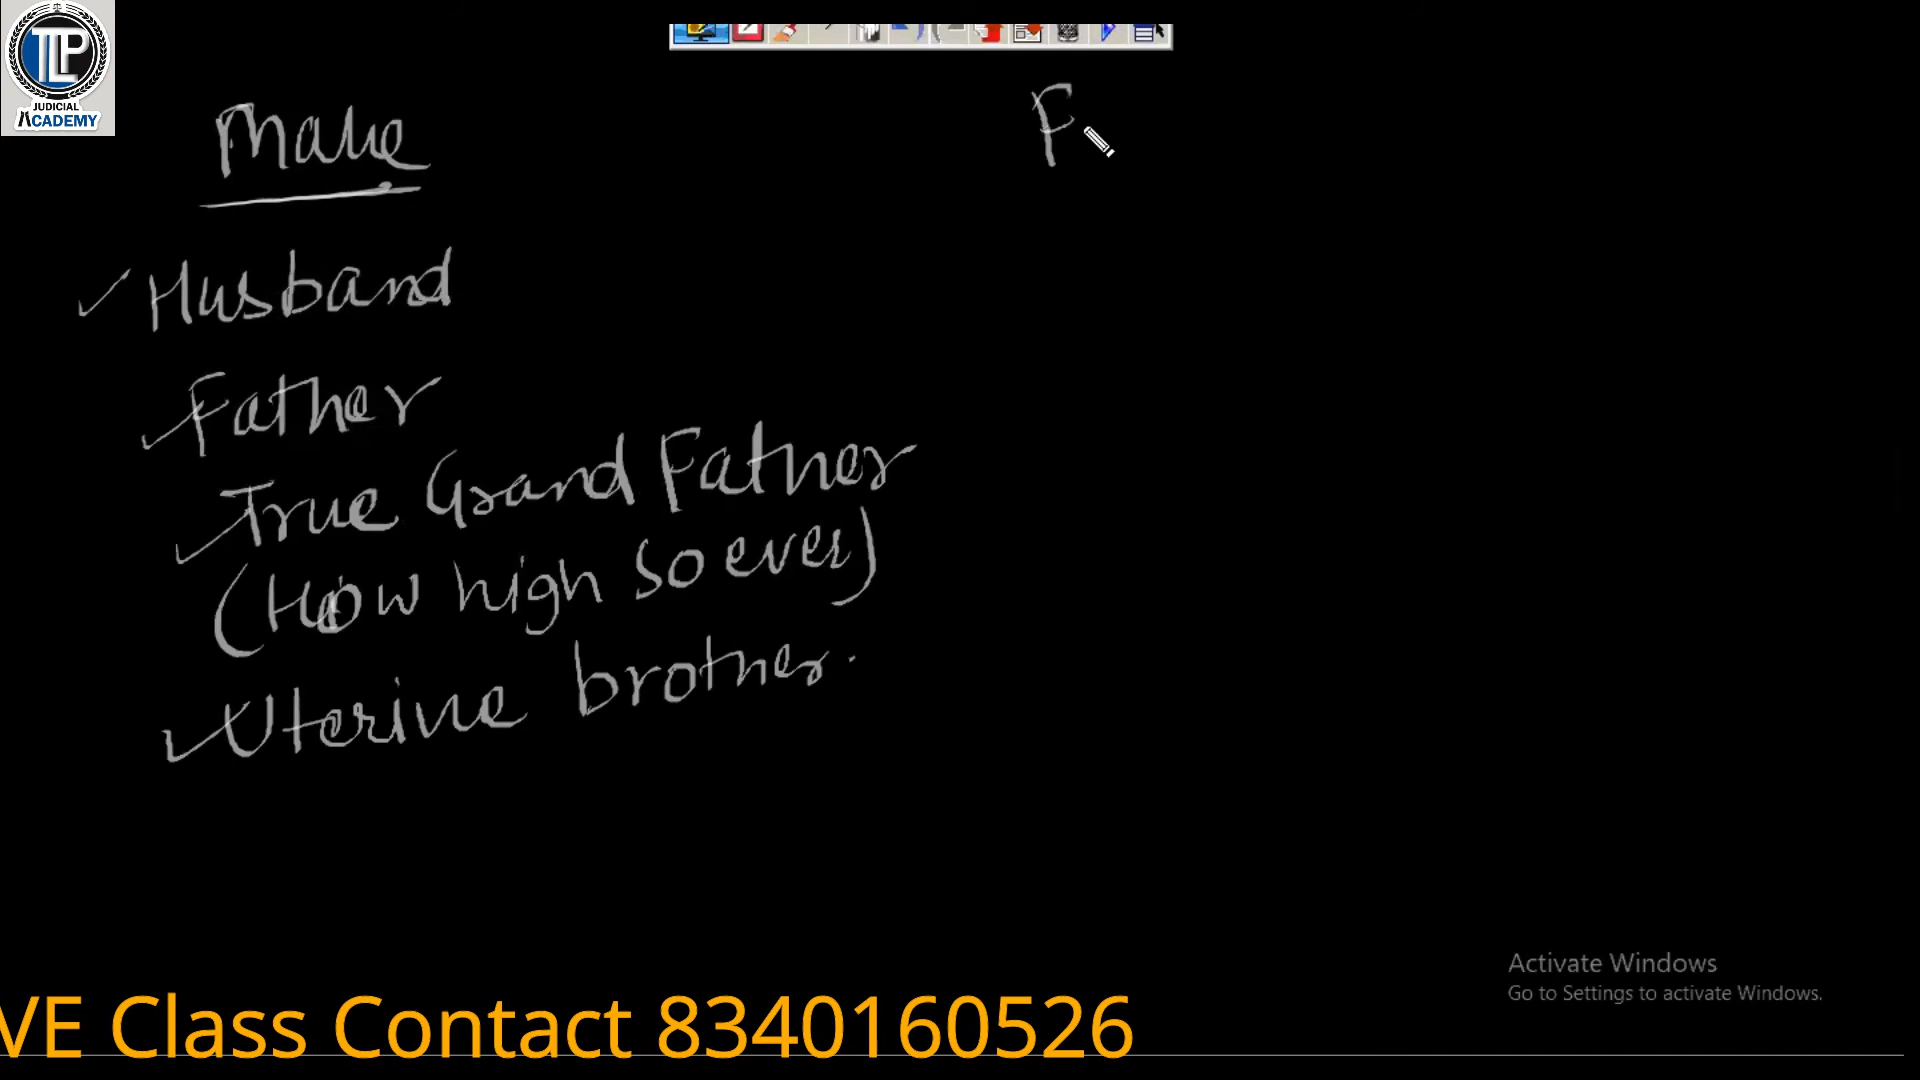 TLP
JUDICIAL
ACADEMY
Male
F
Husband
Father
True Grand Father
(How high so ever)
Uterine brother.
Activate Windows
Go to Settings to activate Windows.
VE Class Contact 8340160526